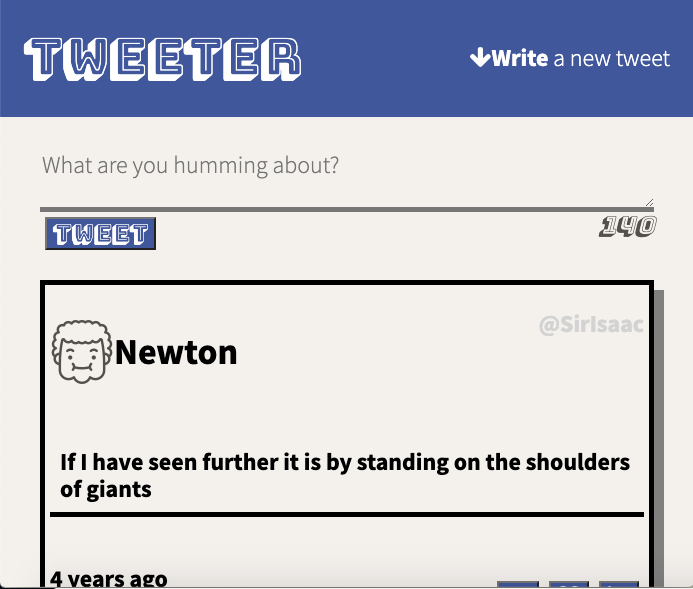 TWEETER
Write a new tweet
What are you humming about?
TWEET
140
@SirIsaac
Newton
If I have seen further it is by standing on the shoulders
of giants
4 years ago